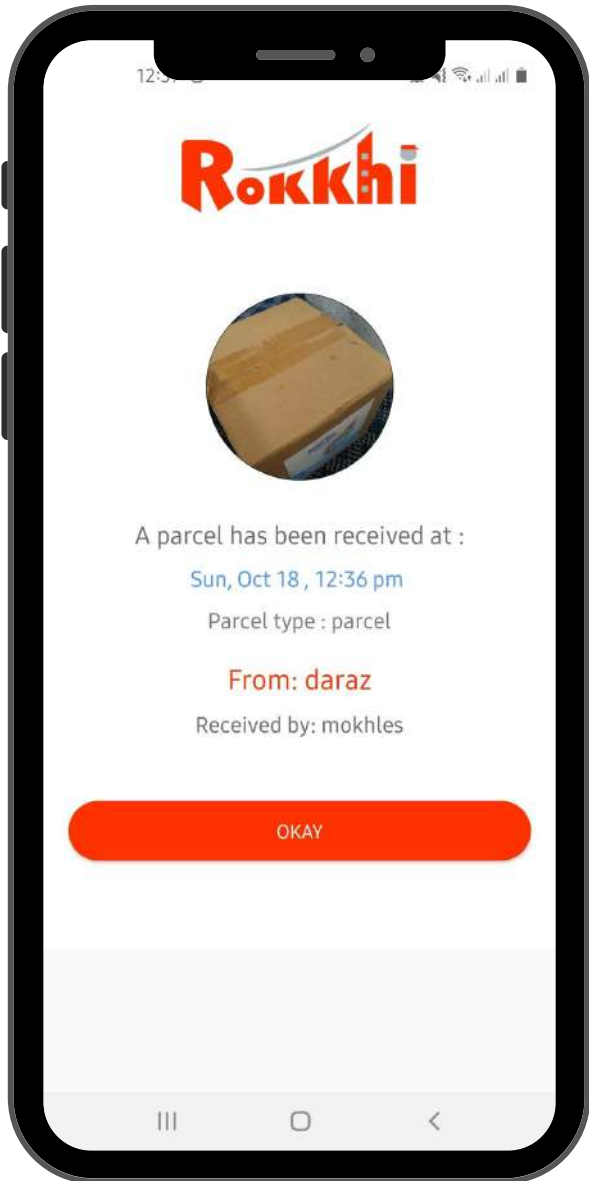 Rokkhi
A parcel has been received at :
Sun, Oct 18 , 12:36 pm
Parcel type : parcel
From: daraz
Received by: mokhles
OKAY